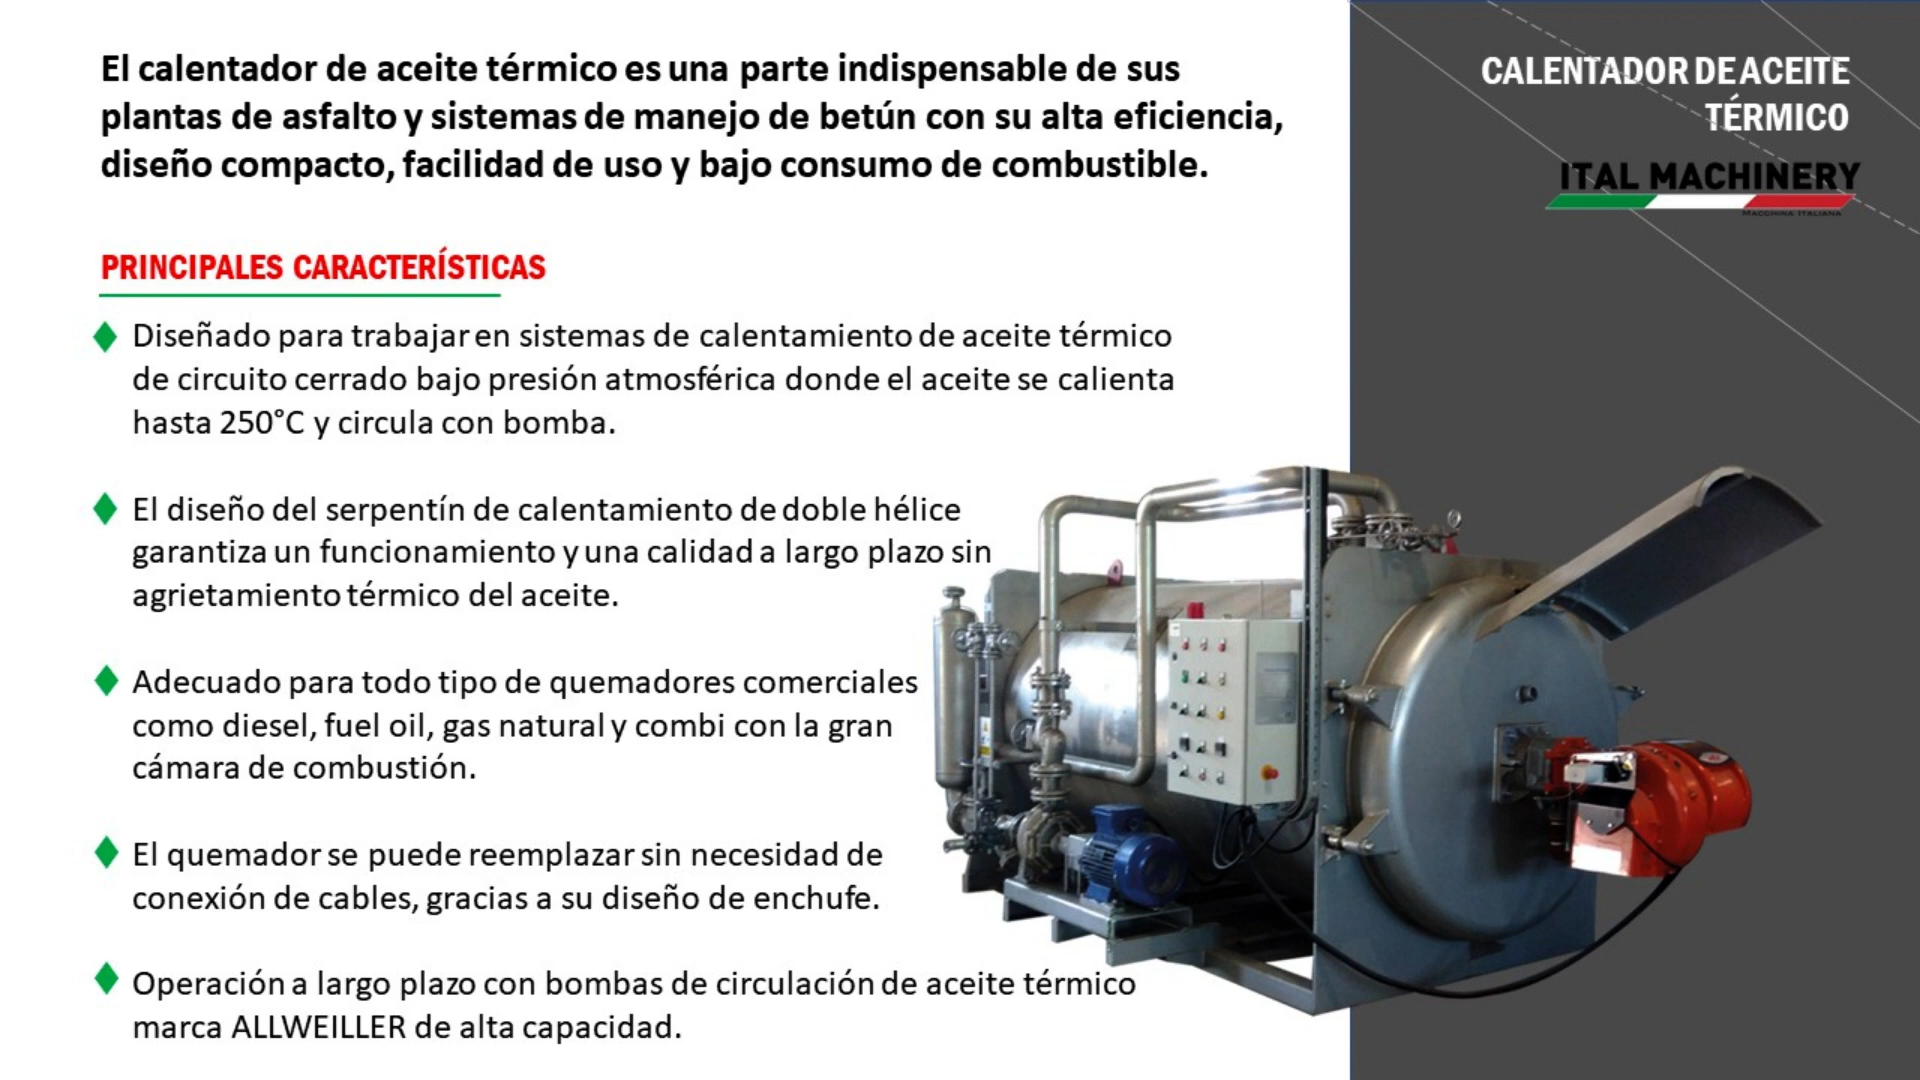 El calentador de aceite térmico es una parte indispensable de sus
plantas de asfalto y sistemas de manejo de betún con su alta eficiencia,
diseño compacto, facilidad de uso y bajo consumo de combustible.
CALENTADOR DE ACEITE
TÉRMICO
ITAL MACHINERY
MACCHINA ITALIANA
PRINCIPALES CARACTERÍSTICAS
Diseñado para trabajar en sistemas de calentamiento de aceite térmico
de circuito cerrado bajo presión atmosférica donde el aceite se calienta
hasta 250°C y circula con bomba.
El diseño del serpentín de calentamiento de doble hélice
garantiza un funcionamiento y una calidad a largo plazo sin
agrietamiento térmico del aceite.
Adecuado para todo tipo de quemadores comerciales
como diesel, fuel oil, gas natural y combi con la gran
cámara de combustión.
El quemador se puede reemplazar sin necesidad de
conexión de cables, gracias a su diseño de enchufe.
Operación a largo plazo con bombas de circulación de aceite térmico
marca ALLWEILLER de alta capacidad.